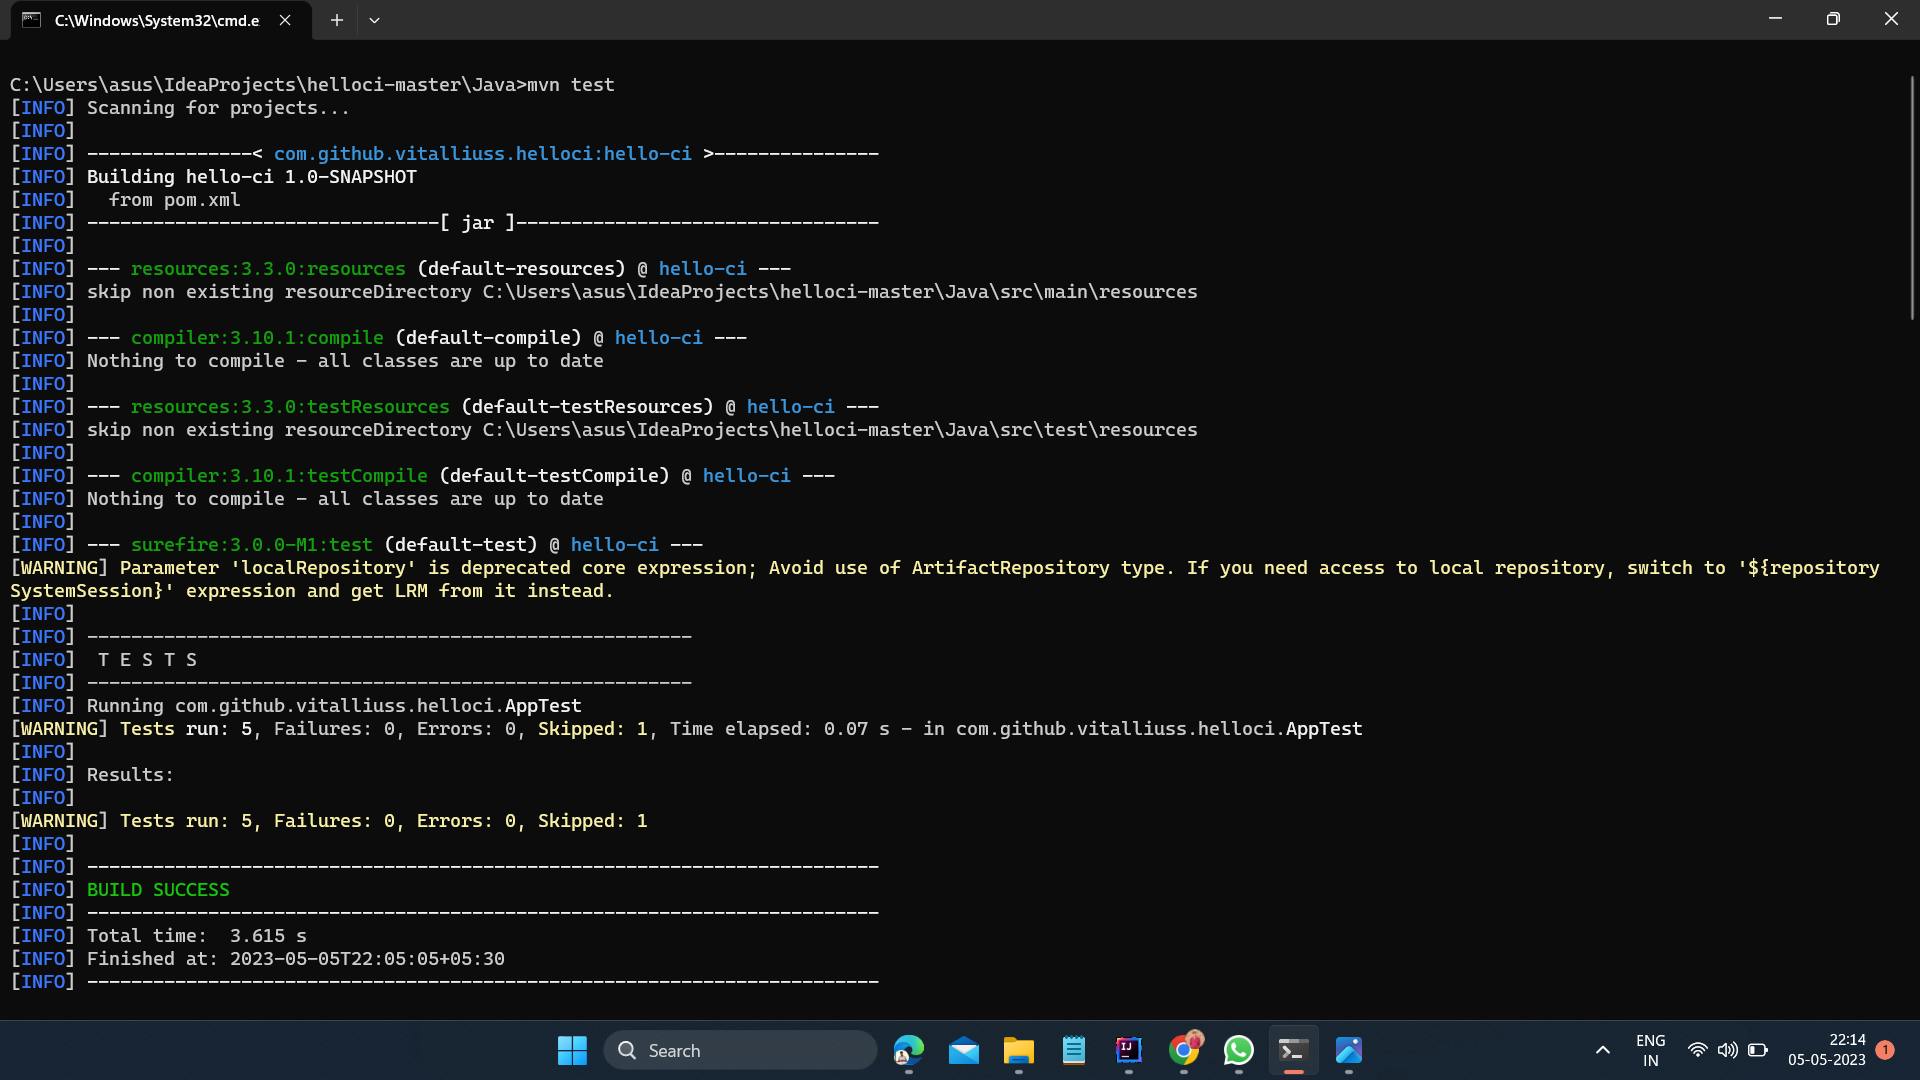 C:\Windows\System32\cmd.e
C:\Users\asus\IdeaProjects\helloci-master\Java>mvn test
[INFO] Scanning for projects...
[INFO]
[INFO] ---------------< com.github.vitalliuss.helloci:hello-ci >---------------
[INFO] Building hello-ci 1.0-SNAPSHOT
[INFO]   from pom.xml
[INFO] --------------------------------[ jar ]---------------------------------
[INFO]
[INFO] --- resources:3.3.0:resources (default-resources) @ hello-ci ---
[INFO] skip non existing resourceDirectory C:\Users\asus\IdeaProjects\helloci-master\Java\src\main\resources
[INFO]
[INFO] --- compiler:3.10.1:compile (default-compile) @ hello-ci ---
[INFO] Nothing to compile - all classes are up to date
[INFO]
[INFO] --- resources:3.3.0:testResources (default-testResources) @ hello-ci ---
[INFO] skip non existing resourceDirectory C:\Users\asus\IdeaProjects\helloci-master\Java\src\test\resources
[INFO]
[INFO] --- compiler:3.10.1:testCompile (default-testCompile) @ hello-ci ---
[INFO] Nothing to compile - all classes are up to date
[INFO]
[INFO] --- surefire:3.0.0-M1:test (default-test) @ hello-ci ---
[WARNING] Parameter 'localRepository' is deprecated core expression; Avoid use of ArtifactRepository type. If you need access to local repository, switch to '${repository
SystemSession}' expression and get LRM from it instead.
[INFO]
[INFO] -------------------------------------------------------
[INFO]  T E S T S
[INFO] -------------------------------------------------------
[INFO] Running com.github.vitalliuss.helloci.AppTest
[WARNING] Tests run: 5, Failures: 0, Errors: 0, Skipped: 1, Time elapsed: 0.07 s - in com.github.vitalliuss.helloci.AppTest
[INFO]
[INFO] Results:
[INFO]
[WARNING] Tests run: 5, Failures: 0, Errors: 0, Skipped: 1
[INFO]
[INFO] ------------------------------------------------------------------------
[INFO] BUILD SUCCESS
[INFO] ------------------------------------------------------------------------
[INFO] Total time:  3.615 s
[INFO] Finished at: 2023-05-05T22:05:05+05:30
[INFO] ------------------------------------------------------------------------
Search
ENG
IN
22:14
05-05-2023
1